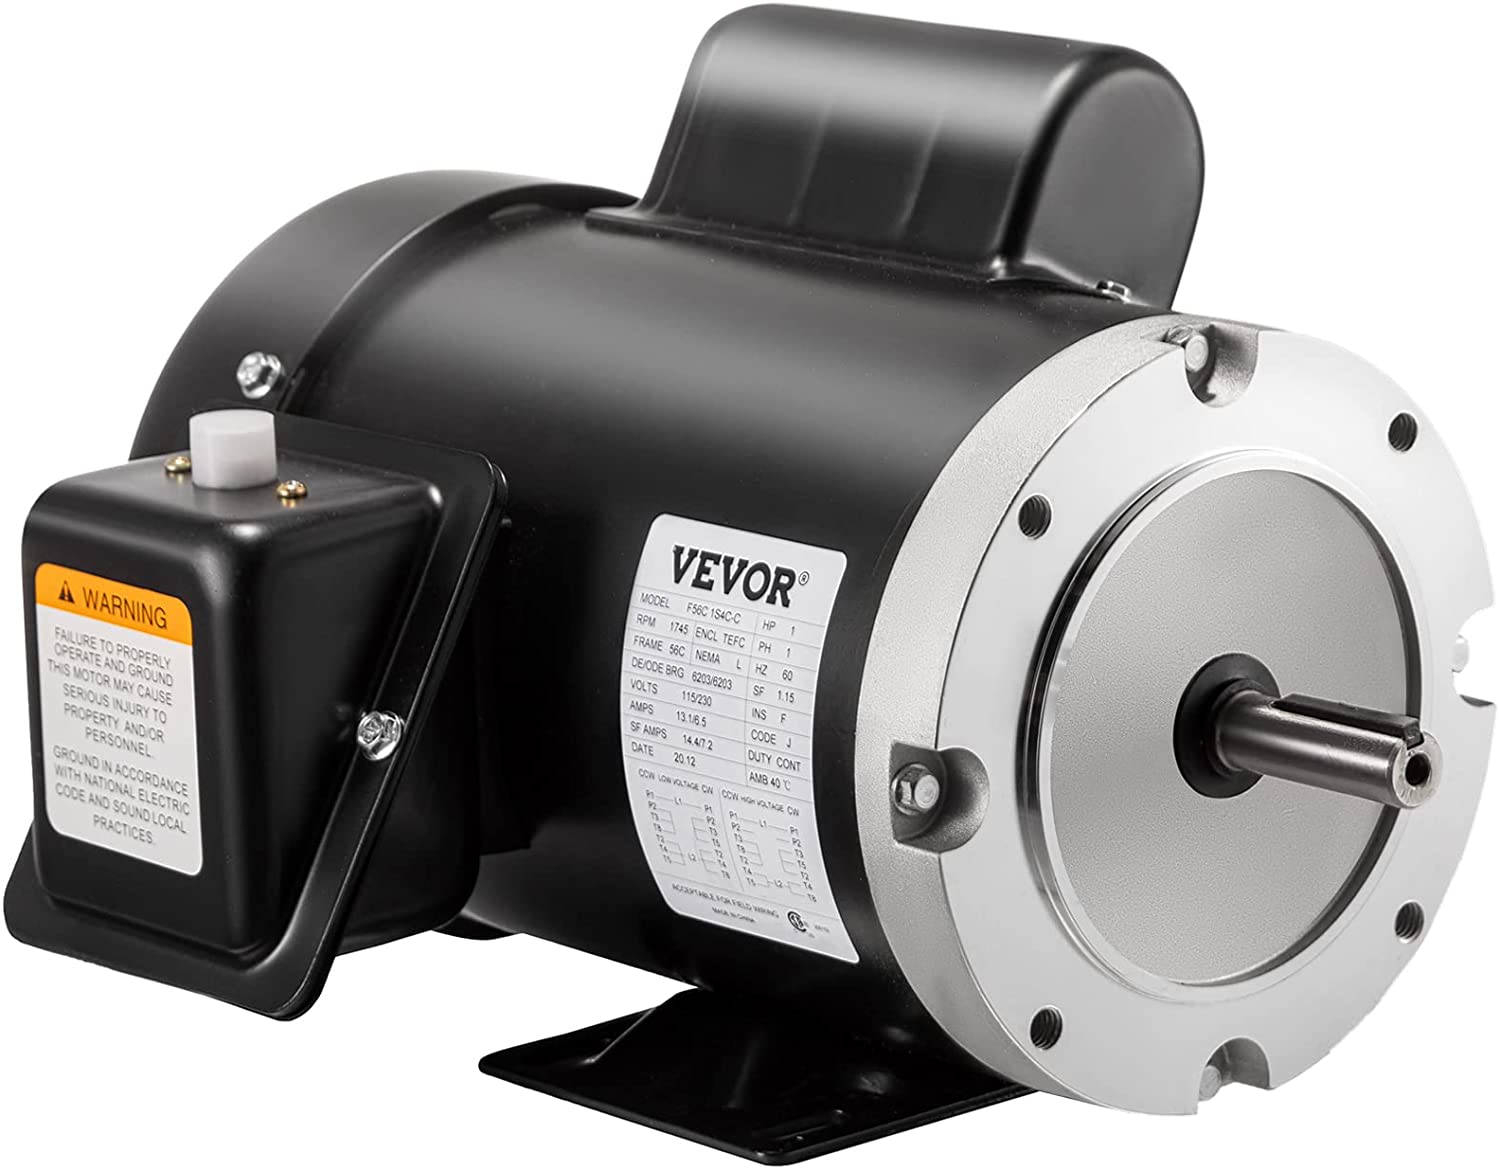 WARNING
FAILURE TO PROPERLY
OPERATE AND GROUND
THIS MOTOR MAY CAUSE
SERIOUS INJURY TO
PROPERTY, AND/OR
PERSONNEL.
GROUND IN ACCORDANCE
WITH NATIONAL ELECTRIC
CODE AND SOUND LOCAL
PRACTICES.
VEVOR®
MODEL F56C 1S4C-C HP 1
RPM 1745 ENCL TEFC PH 1
FRAME 56C NEMA L HZ 60
DE/ODE BRG 6203/6203 SF 1.15
VOLTS 115/230 INS F
AMPS 13.1/6.5 CODE J
SF AMPS 14.4/7.2 DUTY CONT
DATE 20.12 AMB 40℃
CCW LOW VOLTAGE CW CCW HIGH VOLTAGE CW
P1 L1 P1 P1 L1 P1
P2 P2 P2 P2
T3 T3 T3 T3
T8 T5 T8 T5
T2 T2 T2 T2
T4 L2 T4 T4 T4
T5 T8 T5 L2 T8
ACCEPTABLE FOR FIELD WIRING
MADE IN CHINA